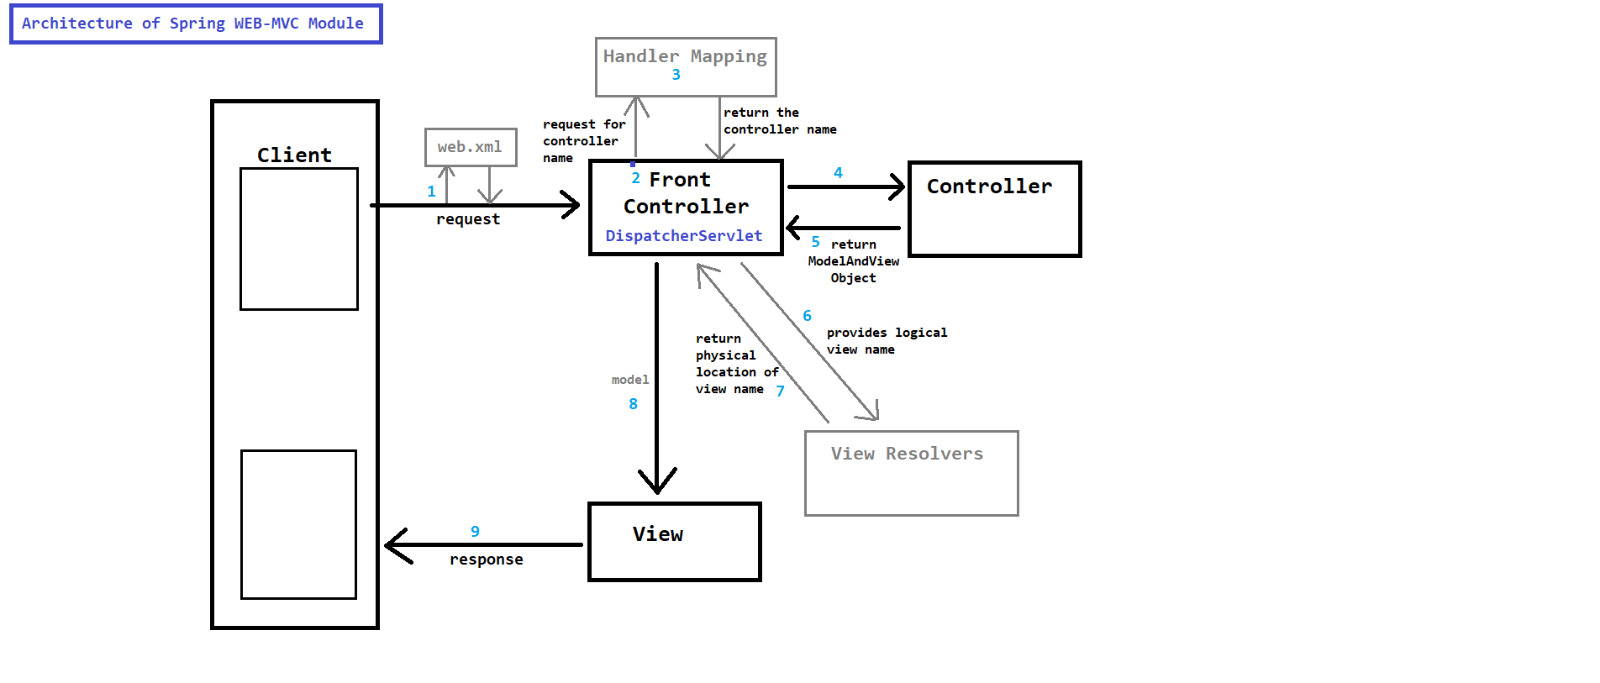 Architecture of Spring WEB-MVC Module
Handler Mapping
3
request for
controller
name
return the
controller name
web.xml
Client
1
request
2 Front
Controller
DispatcherServlet
4
Controller
5 return
ModelAndView
Object
6
provides logical
view name
return
physical
location of
view name 7
model
8
View Resolvers
View
9
response